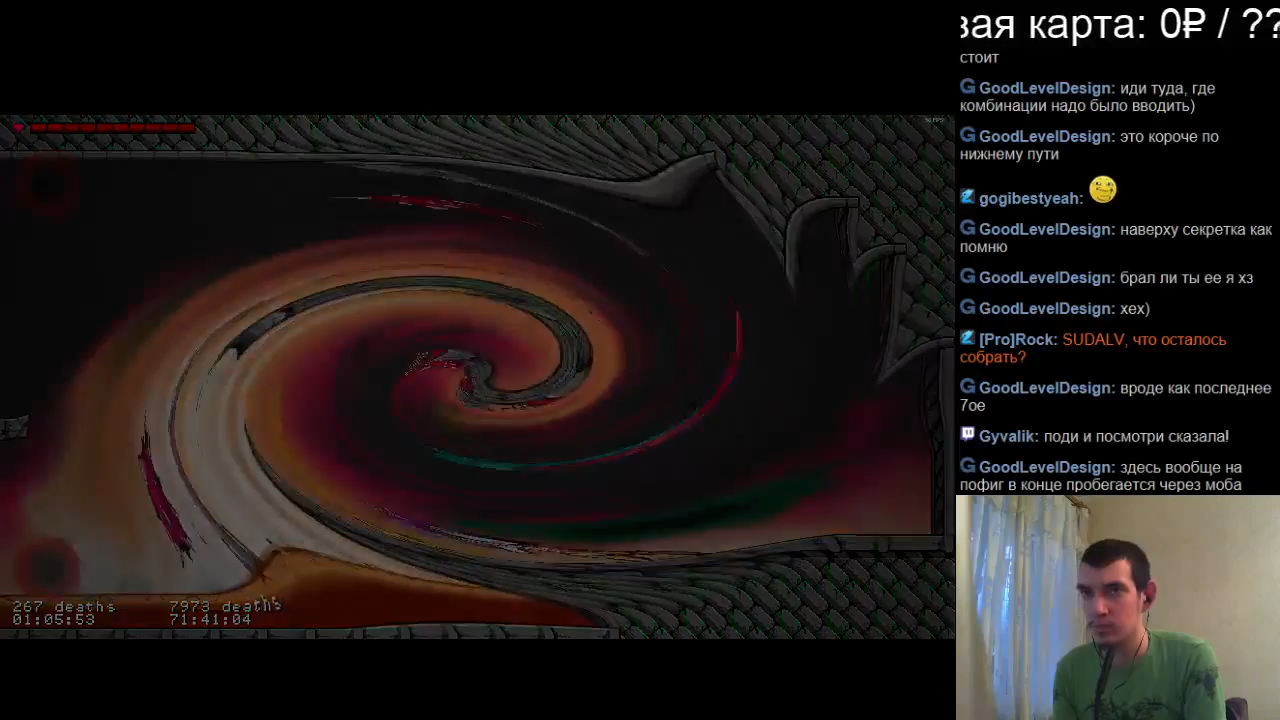 вая карта: 0₽ / ??
стоит
GoodLevelDesign: иди туда, где
комбинации надо было вводить)
GoodLevelDesign: это короче по
нижнему пути
gogibestyeah:
GoodLevelDesign: наверху секретка как
помню
GoodLevelDesign: брал ли ты ее я хз
GoodLevelDesign: хех)
[Pro]Rock: SUDALV, что осталось
собрать?
GoodLevelDesign: вроде как последнее
7ое
Gyvalik: поди и посмотри сказала!
GoodLevelDesign: здесь вообще на
пофиг в конце пробегается через моба
267 deaths 7973 deaths
01:05:53 71:41:04